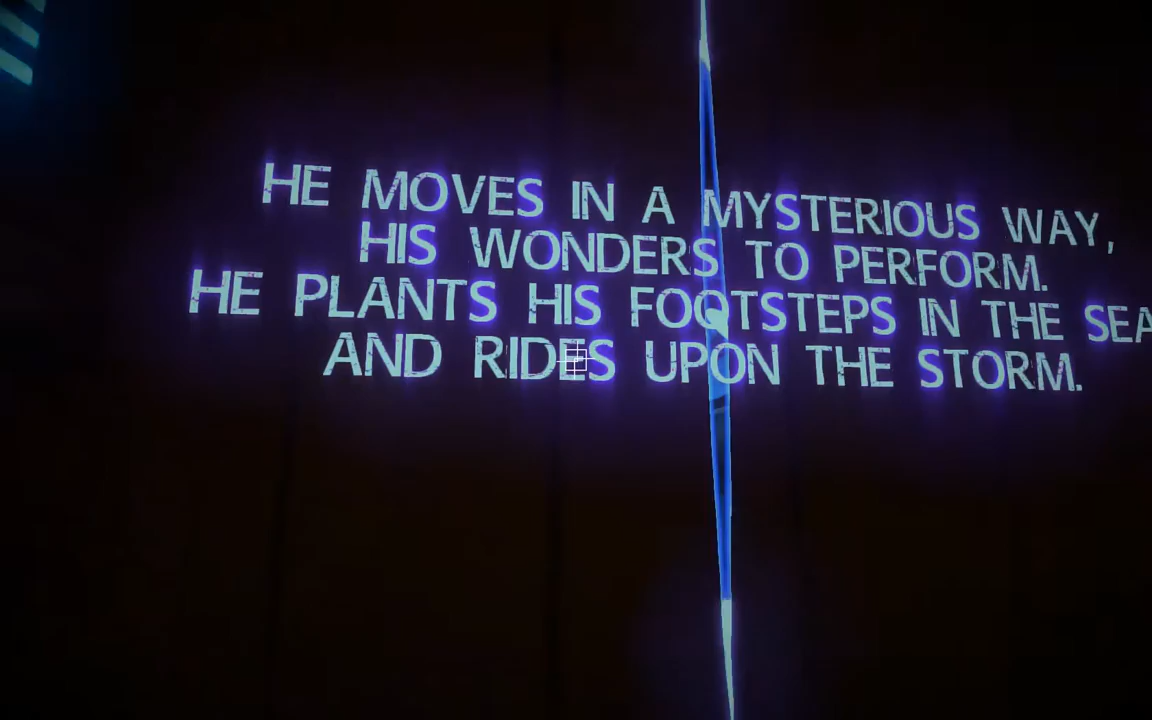 HE MOVES IN A MYSTERIOUS WAY,
HIS WONDERS TO PERFORM.
HE PLANTS HIS FOOTSTEPS IN THE SEA
AND RIDES UPON THE STORM.